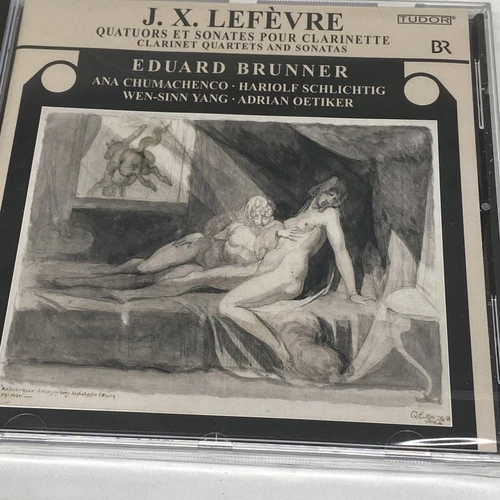 J. X. LEFÈVRE
QUATUORS ET SONATES POUR CLARINETTE
CLARINET QUARTETS AND SONATAS
TUDOR
BR
EDUARD BRUNNER
ANA CHUMACHENCO · HARIOLF SCHLICHTIG
WEN-SINN YANG · ADRIAN OETIKER